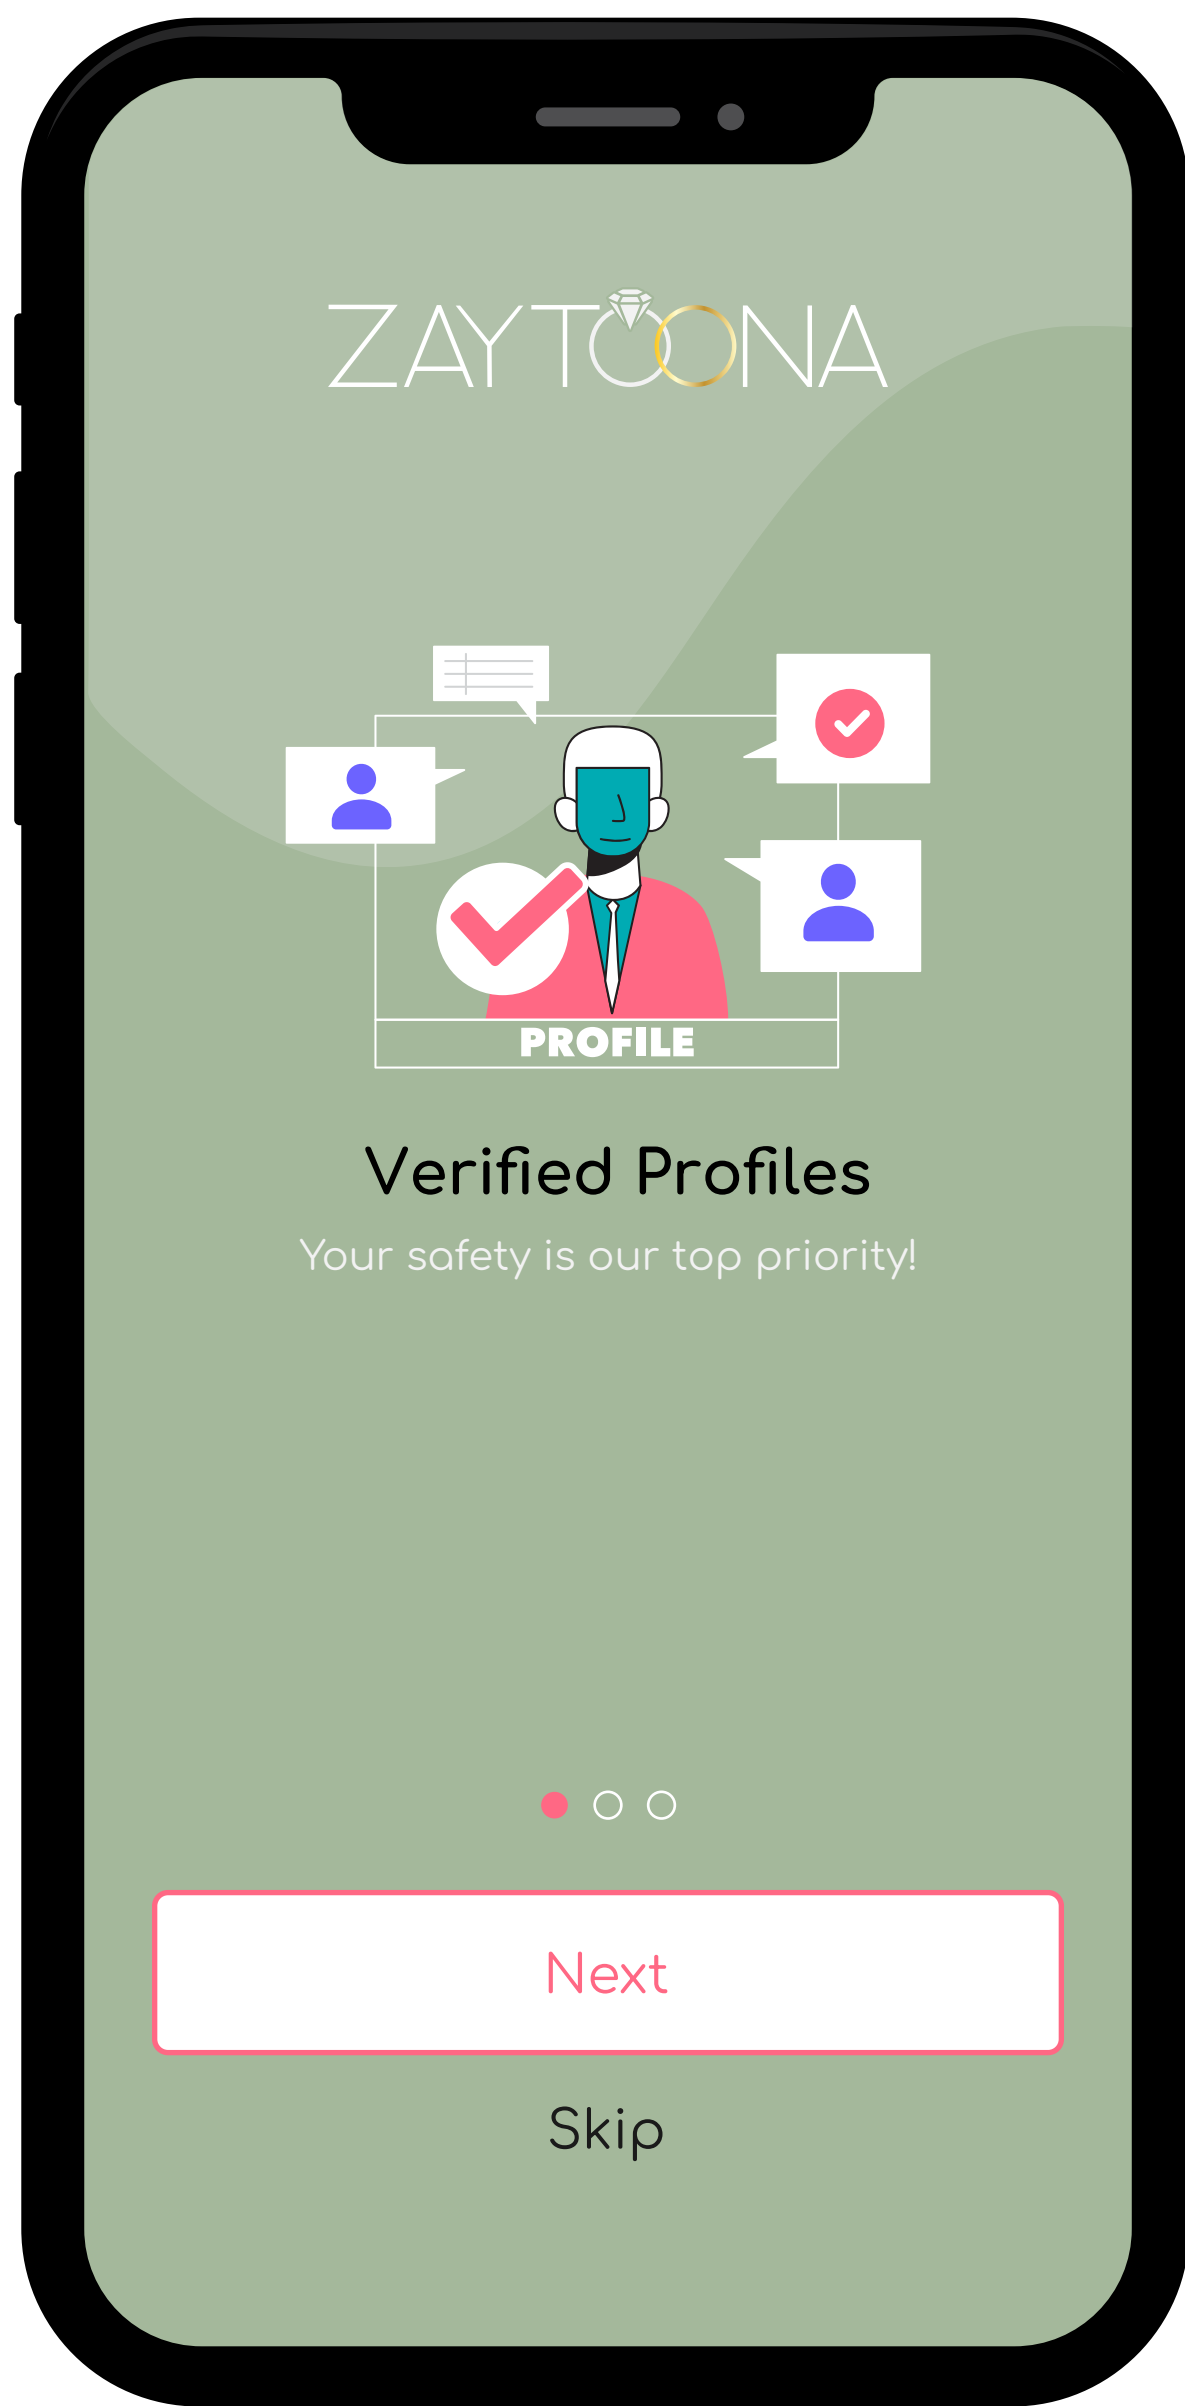 ZAYTOONA
PROFILE
Verified Profiles
Your safety is our top priority!
Next
Skip